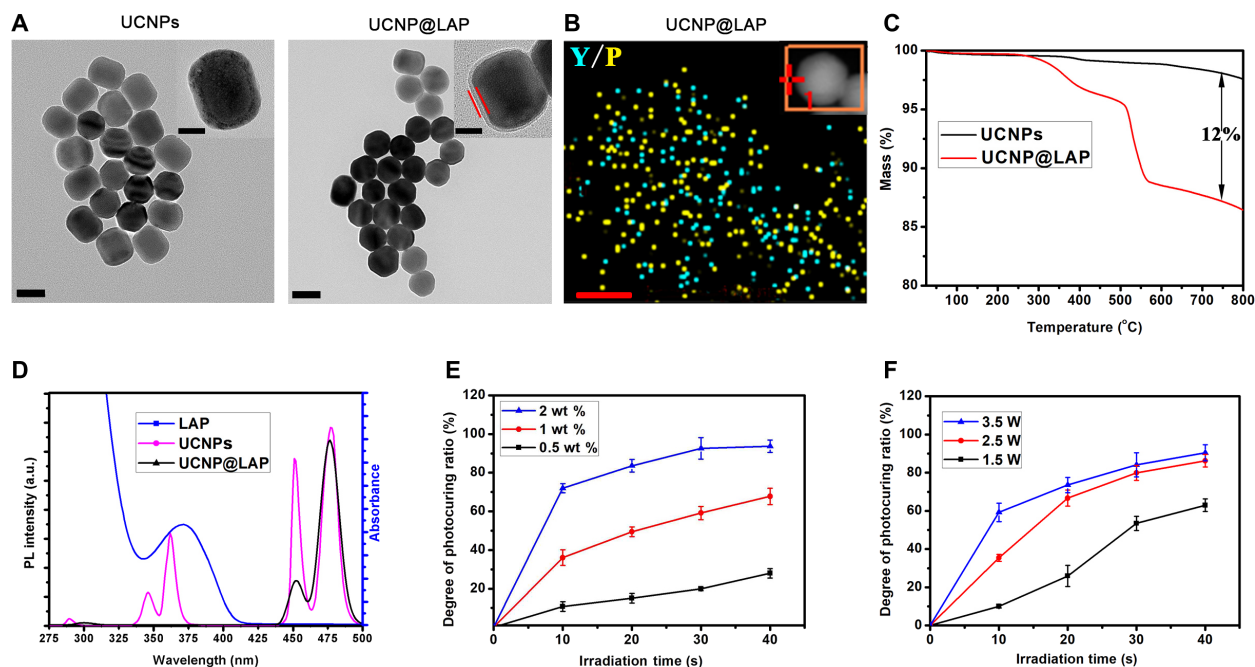 A
UCNPs
UCNP@LAP
B
UCNP@LAP
Y/P
1
C
Mass (%)
100
95
90
85
80
UCNPs
UCNP@LAP
12%
100 200 300 400 500 600 700 800
Temperature (°C)
D
PL intensity (a.u.)
LAP
UCNPs
UCNP@LAP
Absorbance
275 300 325 350 375 400 425 450 475 500
Wavelength (nm)
E
Degree of photocuring ratio (%)
120
100
80
60
40
20
2 wt %
1 wt %
0.5 wt %
0 10 20 30 40
Irradiation time (s)
F
Degree of photocuring ratio (%)
120
100
80
60
40
20
0
3.5 W
2.5 W
1.5 W
0 10 20 30 40
Irradiation time (s)